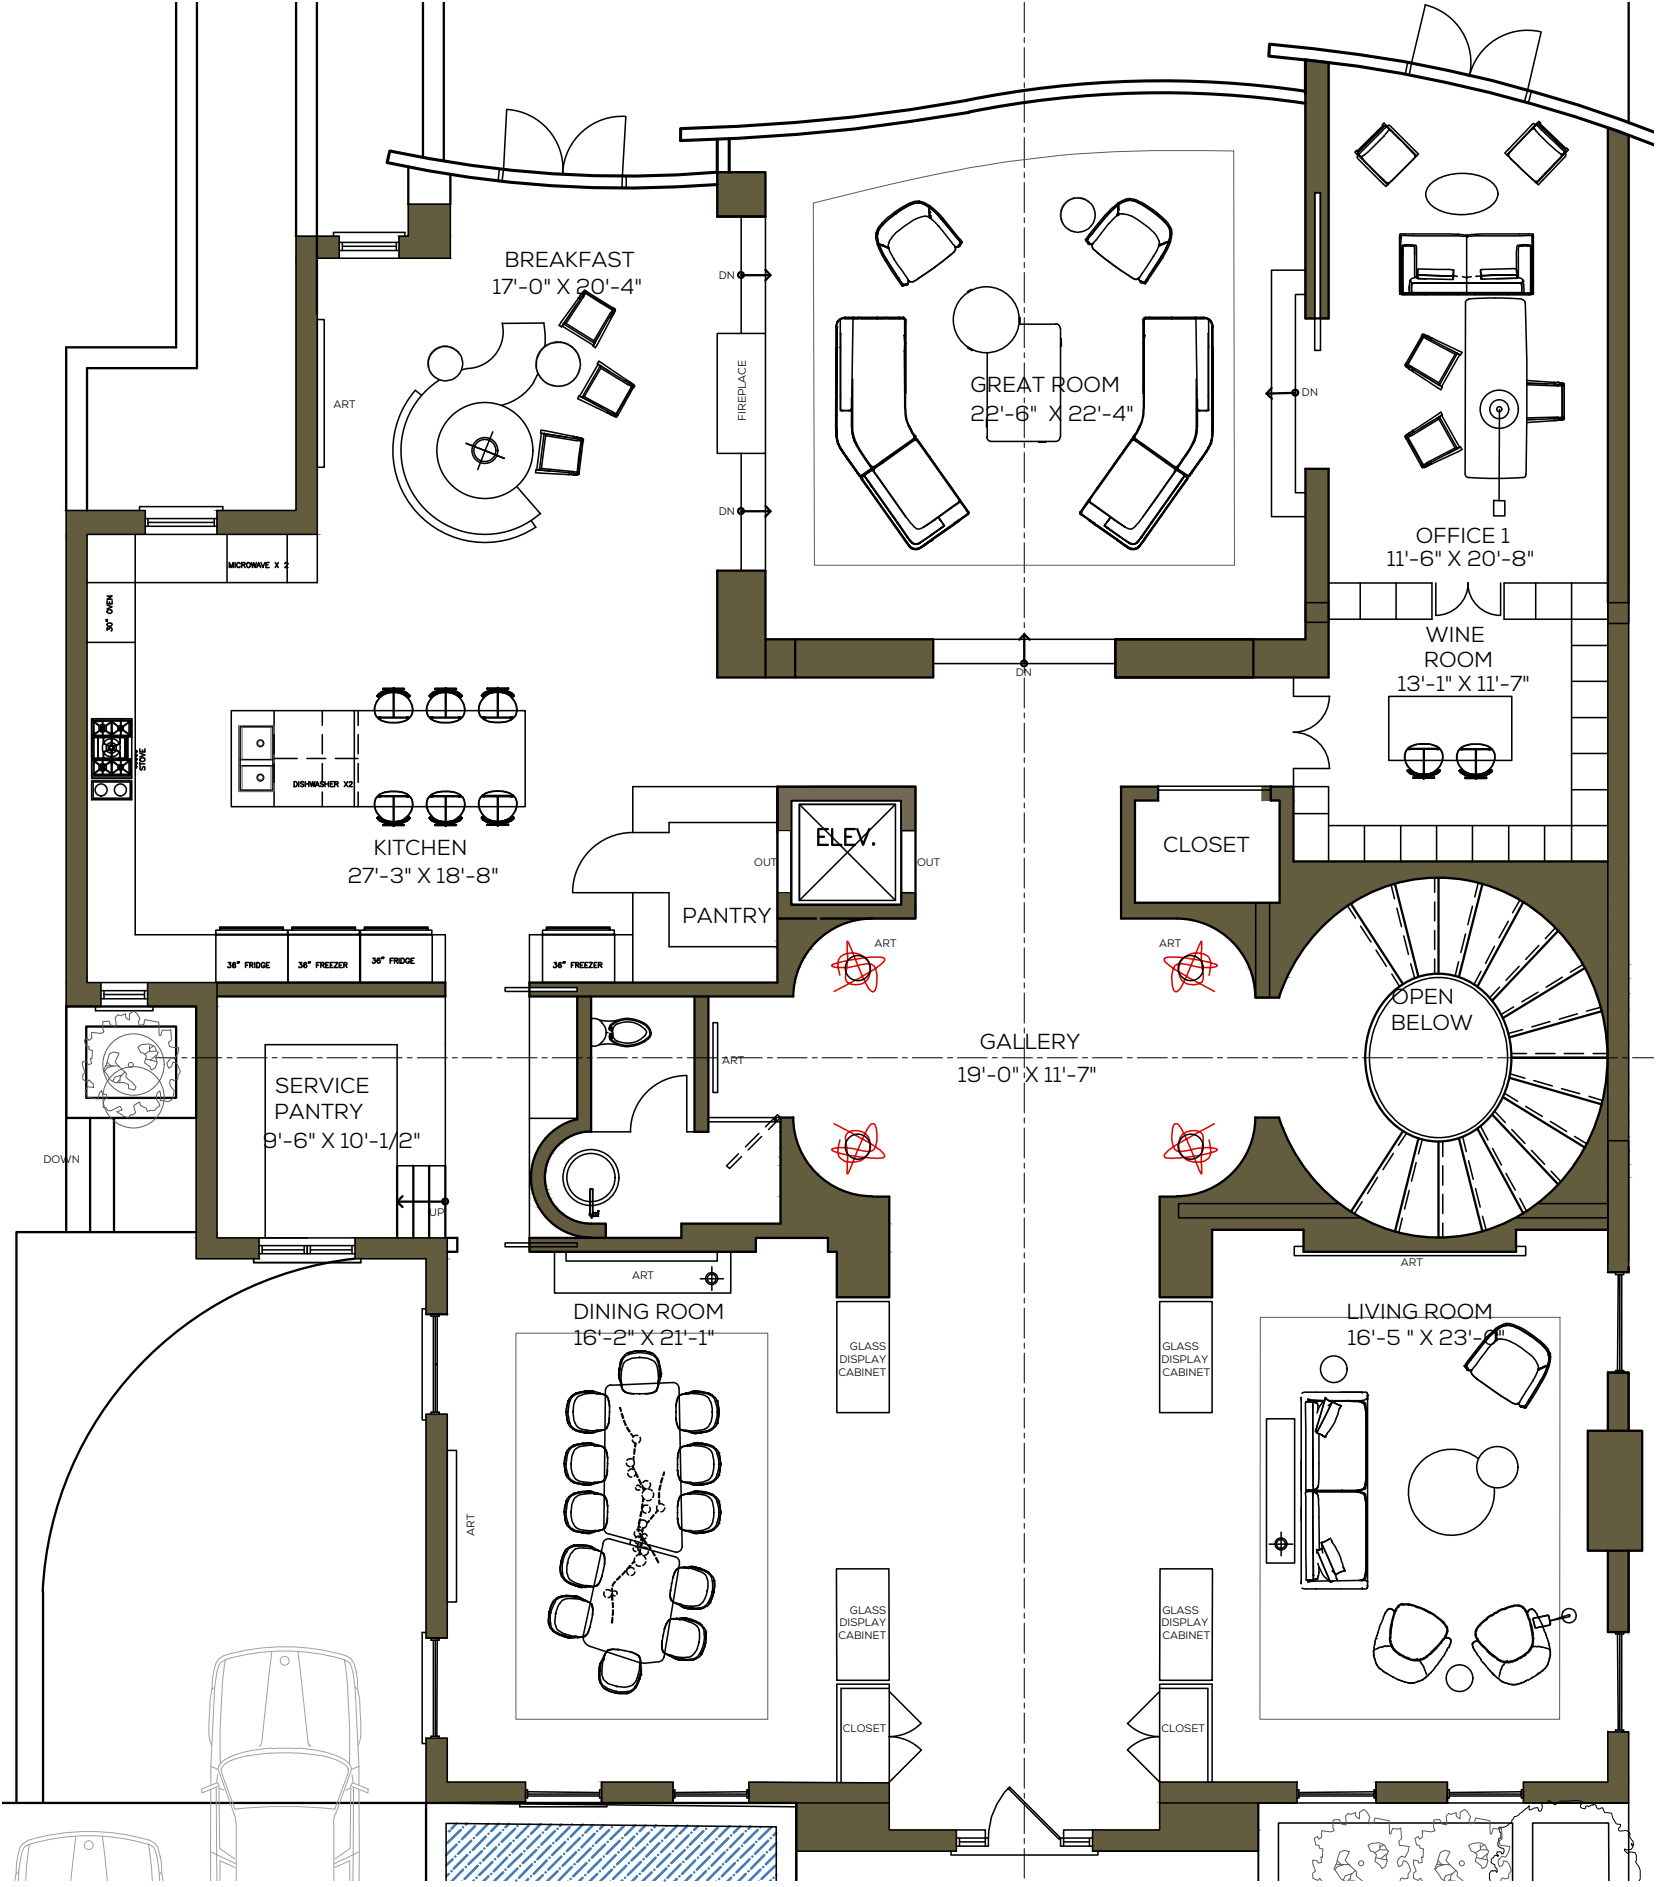 BREAKFAST
17'-0" X 20'-4"
DN
ART
FIREPLACE
DN
GREAT ROOM
22'-6" X 22'-4"
DN
OFFICE 1
11'-6" X 20'-8"
MICROWAVE X 2
30" OVEN
WINE
ROOM
13'-1" X 11'-7"
DN
STOVE
DISHWASHER X2
KITCHEN
27'-3" X 18'-8"
ELEV.
OUT
OUT
CLOSET
PANTRY
36" FRIDGE
36" FREEZER
36" FRIDGE
36" FREEZER
ART
ART
OPEN
BELOW
GALLERY
19'-0" X 11'-7"
ART
SERVICE
PANTRY
9'-6" X 10'-1/2"
DOWN
UP
ART
ART
DINING ROOM
16'-2" X 21'-1"
LIVING ROOM
GLASS
DISPLAY
CABINET
GLASS
DISPLAY
CABINET
ART
GLASS
DISPLAY
CABINET
GLASS
DISPLAY
CABINET
CLOSET
CLOSET